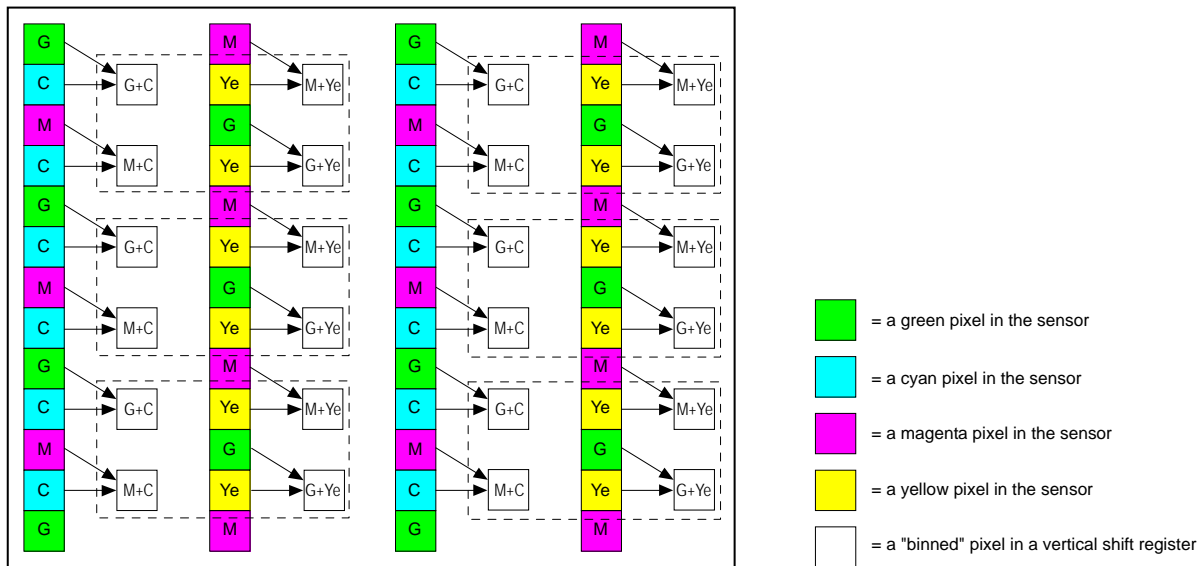 G M G M
C G+C Ye M+Ye C G+C Ye M+Ye
M G M G
C M+C Ye G+Ye C M+C Ye G+Ye
G M G M
C G+C Ye M+Ye C G+C Ye M+Ye
M G M G
C M+C Ye G+Ye C M+C Ye G+Ye
G M G M
C G+C Ye M+Ye C G+C Ye M+Ye
M G M G
C M+C Ye G+Ye C M+C Ye G+Ye
G M G M
= a green pixel in the sensor
= a cyan pixel in the sensor
= a magenta pixel in the sensor
= a yellow pixel in the sensor
= a "binned" pixel in a vertical shift register